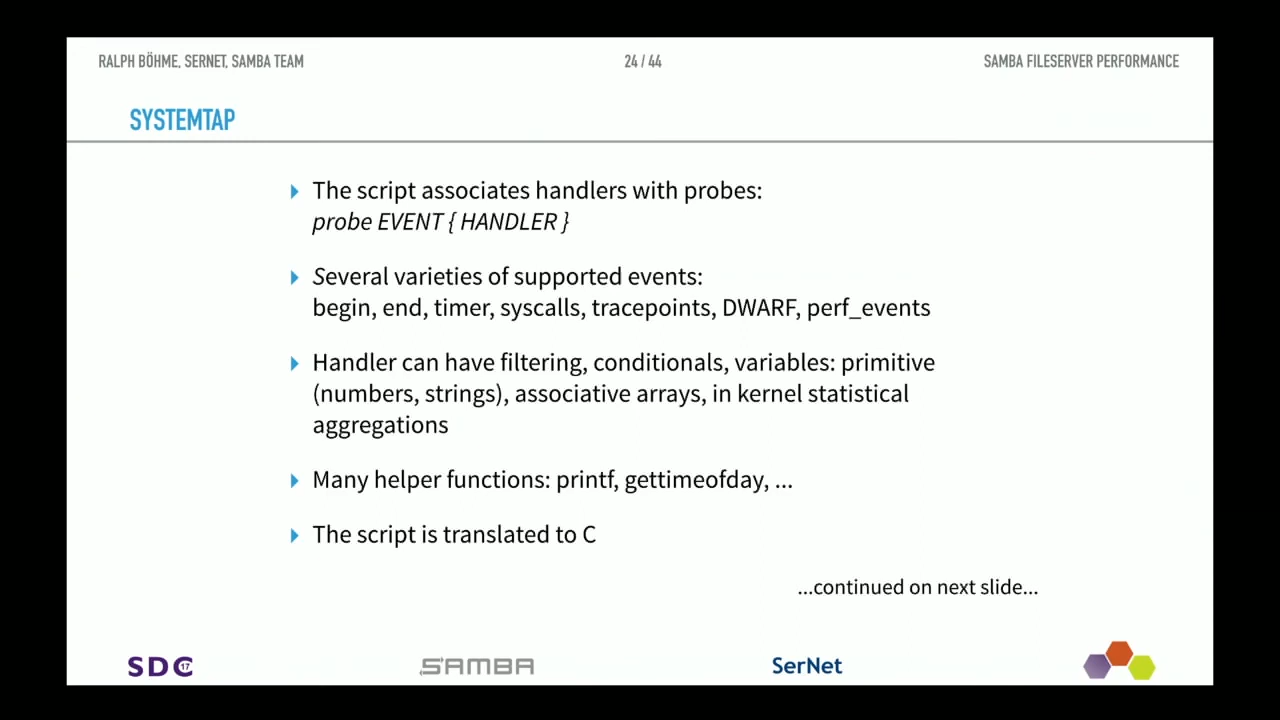 RALPH BÖHME, SERNET, SAMBA TEAM
24 / 44
SAMBA FILESERVER PERFORMANCE
SYSTEMTAP
The script associates handlers with probes:
probe EVENT { HANDLER }
Several varieties of supported events:
begin, end, timer, syscalls, tracepoints, DWARF, perf_events
Handler can have filtering, conditionals, variables: primitive
(numbers, strings), associative arrays, in kernel statistical
aggregations
Many helper functions: printf, gettimeofday, ...
The script is translated to C
...continued on next slide...
SDC 17
SAMBA
SerNet